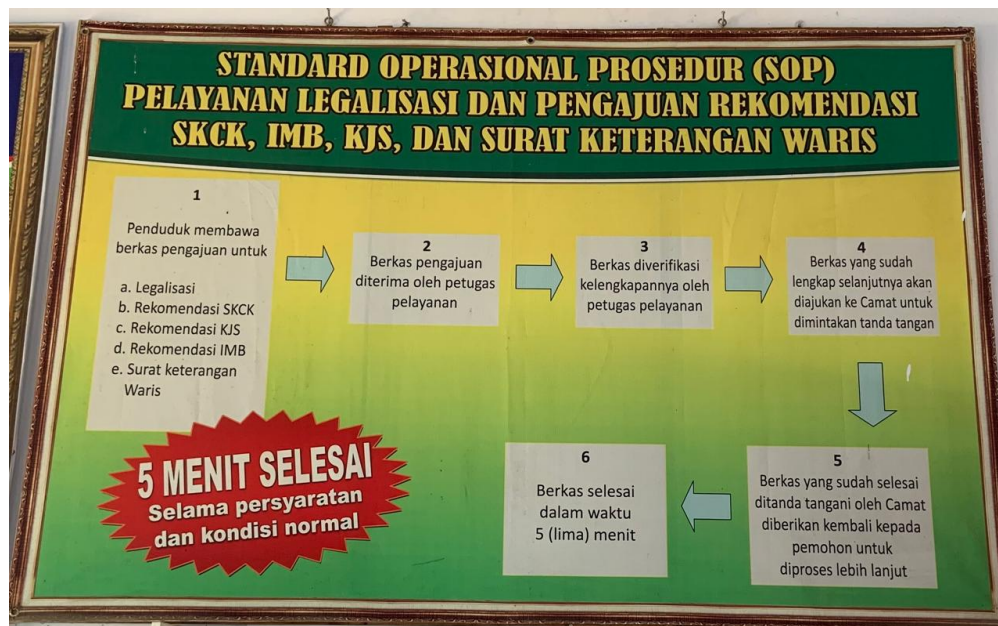 STANDARD OPERASIONAL PROSEDUR (SOP)
PELAYANAN LEGALISASI DAN PENGAJUAN REKOMENDASI
SKCK, IMB, KJS, DAN SURAT KETERANGAN WARIS
1
Penduduk membawa
berkas pengajuan untuk
a. Legalisasi
b. Rekomendasi SKCK
c. Rekomendasi KJS
d. Rekomendasi IMB
e. Surat keterangan
Waris
2
Berkas pengajuan
diterima oleh petugas
pelayanan
3
Berkas diverifikasi
kelengkapannya oleh
petugas pelayanan
4
Berkas yang sudah
lengkap selanjutnya akan
diajukan ke Camat untuk
dimintakan tanda tangan
5
Berkas yang sudah selesai
ditanda tangani oleh Camat
diberikan kembali kepada
pemohon untuk
diproses lebih lanjut
6
Berkas selesai
dalam waktu
5 (lima) menit
5 MENIT SELESAI
Selama persyaratan
dan kondisi normal